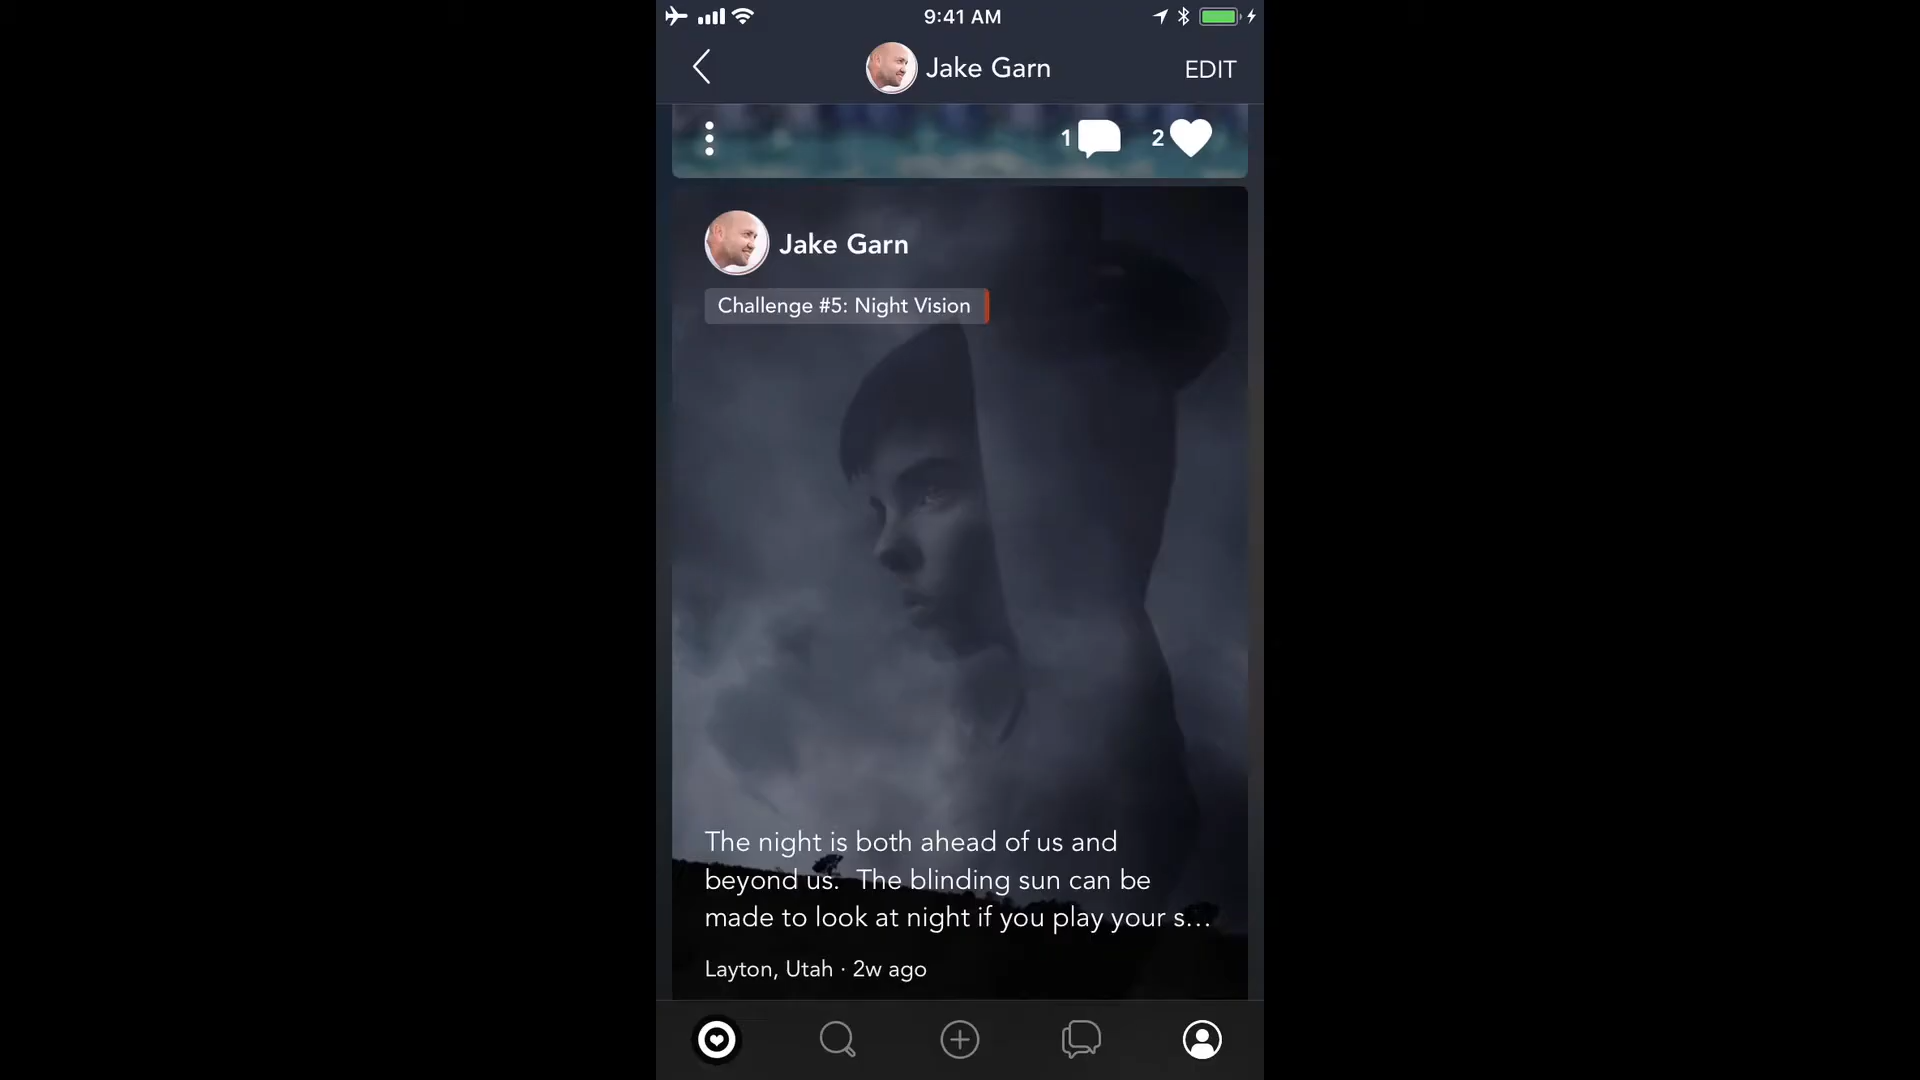 9:41 AM
Jake Garn
EDIT
1
2
Jake Garn
Challenge #5: Night Vision
The night is both ahead of us and
beyond us.  The blinding sun can be
made to look at night if you play your s...
Layton, Utah · 2w ago